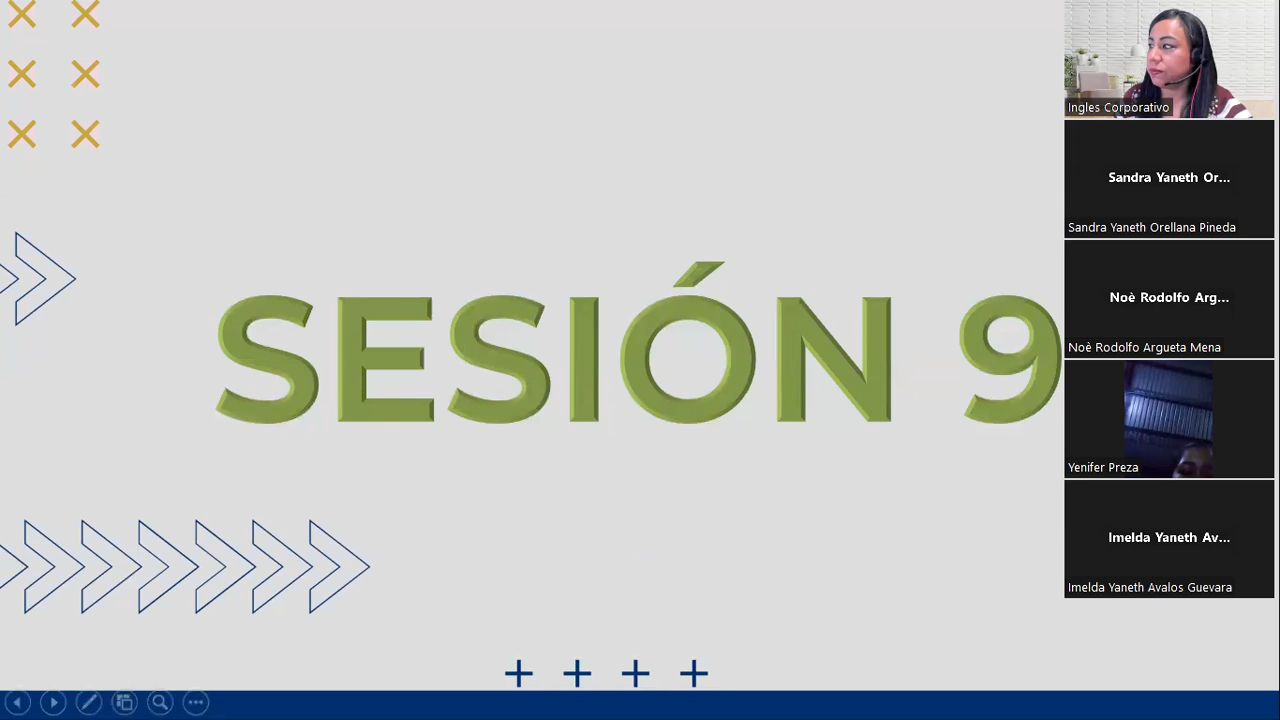 SESIÓN 9
Ingles Corporativo
Sandra Yaneth Or...
Sandra Yaneth Orellana Pineda
Noè Rodolfo Arg...
Noè Rodolfo Argueta Mena
Yenifer Preza
Imelda Yaneth Av...
Imelda Yaneth Avalos Guevara